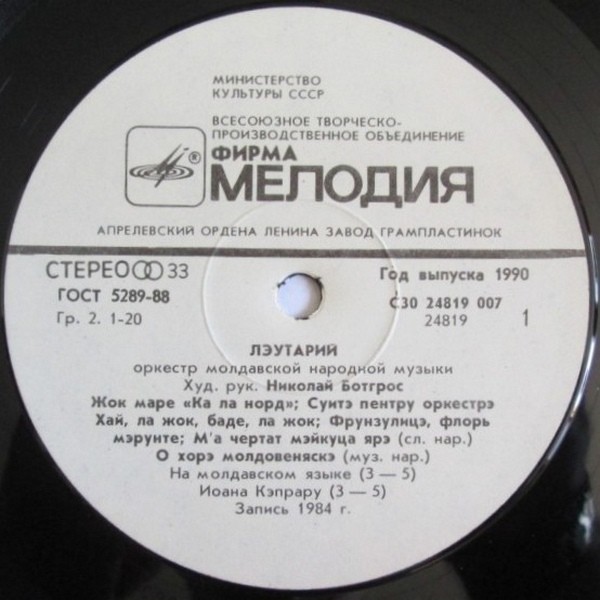 МИНИСТЕРСТВО
КУЛЬТУРЫ СССР
ВСЕСОЮЗНОЕ ТВОРЧЕСКО-
ПРОИЗВОДСТВЕННОЕ ОБЪЕДИНЕНИЕ
ФИРМА
®
МЕЛОДИЯ
АПРЕЛЕВСКИЙ ОРДЕНА ЛЕНИНА ЗАВОД ГРАМПЛАСТИНОК
СТЕРЕО 33
Год выпуска 1990
ГОСТ 5289-88
С30 24819 007
Гр. 2. 1-20
24819 1
ЛЭУТАРИЙ
оркестр молдавской народной музыки
Худ. рук. Николай Ботгрос
Жок маре «Ка ла норд»; Суитэ пентру оркестрэ
Хай, ла жок, баде, ла жок; Фрунзулицэ, флорь
мэрунте; М'а чертат мэйкуца ярэ (сл. нар.)
О хорэ молдовеняскэ (муз. нар.)
На молдавском языке (3 — 5)
Иоана Кэпрару (3 — 5)
Запись 1984 г.